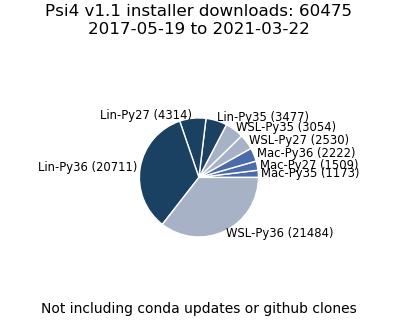 Psi4 v1.1 installer downloads: 60475
2017-05-19 to 2021-03-22
Lin-Py27 (4314)
Lin-Py35 (3477)
WSL-Py35 (3054)
WSL-Py27 (2530)
Mac-Py36 (2222)
Mac-Py27 (1509)
Mac-Py35 (1173)
Lin-Py36 (20711)
WSL-Py36 (21484)
Not including conda updates or github clones